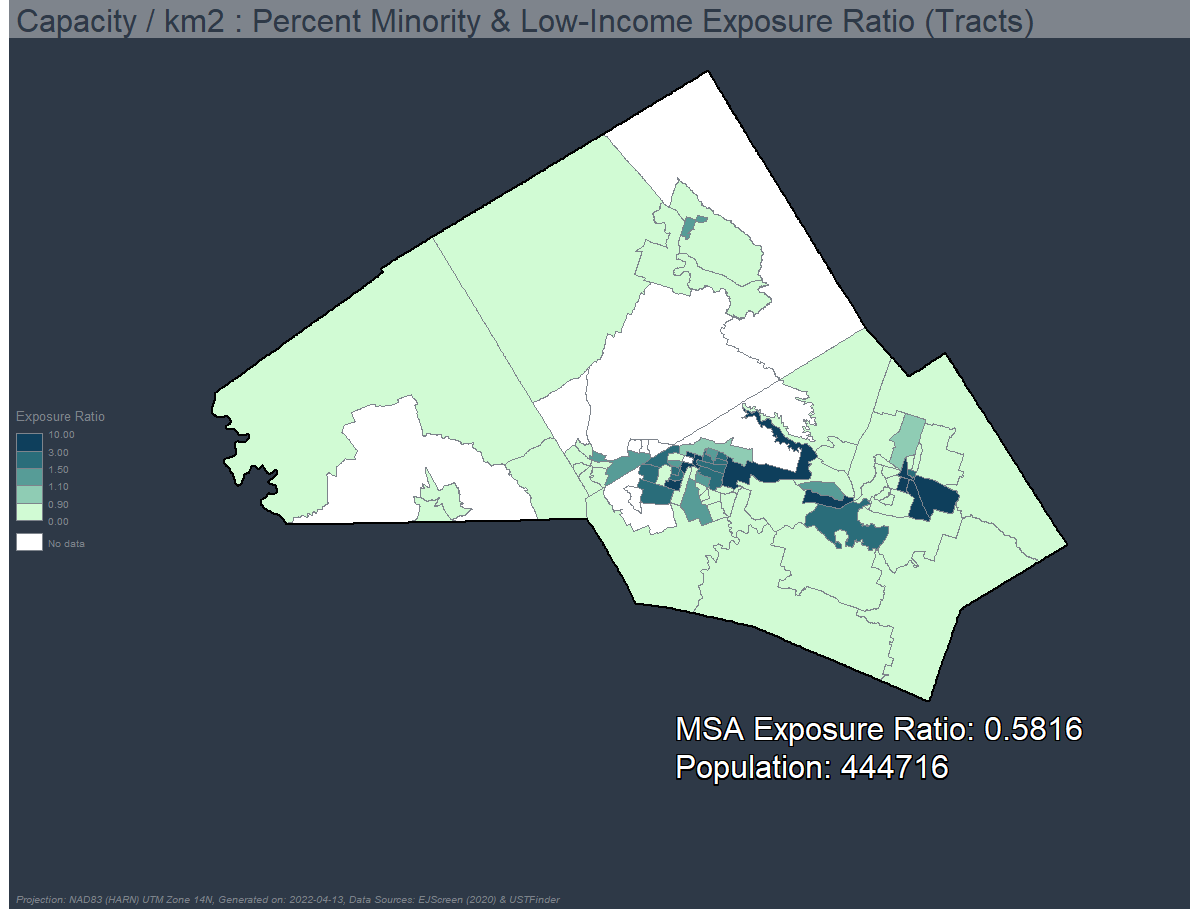 Capacity / km2 : Percent Minority & Low-Income Exposure Ratio (Tracts)
Exposure Ratio
10.00
3.00
1.50
1.10
0.90
0.00
No data
MSA Exposure Ratio: 0.5816
Population: 444716
Projection: NAD83 (HARN) UTM Zone 14N, Generated on: 2022-04-13, Data Sources: EJScreen (2020) & USTFinder